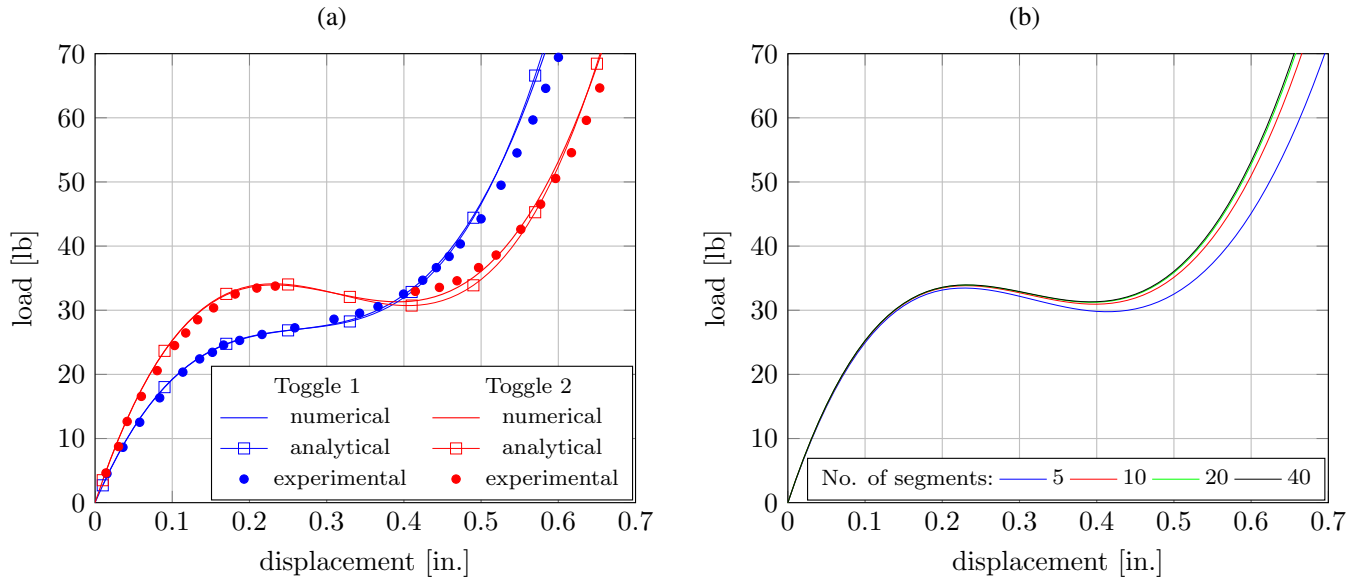 (a)
70
60
50
40
30
20
10
0
load [lb]
0 0.1 0.2 0.3 0.4 0.5 0.6 0.7
displacement [in.]
Toggle 1 Toggle 2
numerical numerical
analytical analytical
experimental experimental
(b)
70
60
50
40
30
20
10
0
load [lb]
0 0.1 0.2 0.3 0.4 0.5 0.6 0.7
displacement [in.]
No. of segments: 5 10 20 40